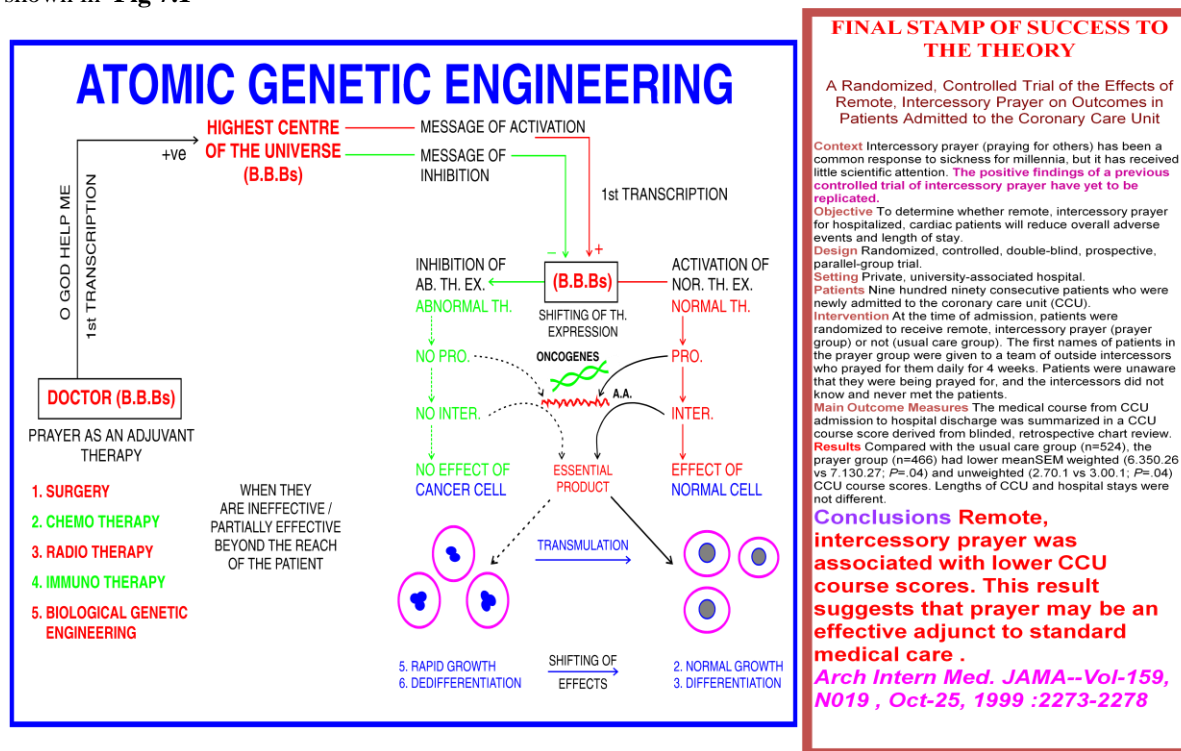 shown in Fig 7.1
ATOMIC GENETIC ENGINEERING
HIGHEST CENTRE
OF THE UNIVERSE
(B.B.Bs)
+ve
MESSAGE OF ACTIVATION
MESSAGE OF
INHIBITION
1st TRANSCRIPTION
O GOD HELP ME
1st TRANSCRIPTION
– +
INHIBITION OF
AB. TH. EX.
ABNORMAL TH.
(B.B.Bs)
SHIFTING OF TH.
EXPRESSION
ACTIVATION OF
NOR. TH. EX.
NORMAL TH.
NO PRO.
ONCOGENES
PRO.
A.A.
NO INTER.
INTER.
DOCTOR (B.B.Bs)
PRAYER AS AN ADJUVANT
THERAPY
NO EFFECT OF
CANCER CELL
ESSENTIAL
PRODUCT
EFFECT OF
NORMAL CELL
1. SURGERY
2. CHEMO THERAPY
3. RADIO THERAPY
4. IMMUNO THERAPY
5. BIOLOGICAL GENETIC
ENGINEERING
WHEN THEY
ARE INEFFECTIVE /
PARTIALLY EFFECTIVE
BEYOND THE REACH
OF THE PATIENT
TRANSMULATION
5. RAPID GROWTH
6. DEDIFFERENTIATION
SHIFTING OF
EFFECTS
2. NORMAL GROWTH
3. DIFFERENTIATION
FINAL STAMP OF SUCCESS TO
THE THEORY
A Randomized, Controlled Trial of the Effects of
Remote, Intercessory Prayer on Outcomes in
Patients Admitted to the Coronary Care Unit
Context Intercessory prayer (praying for others) has been a
common response to sickness for millennia, but it has received
little scientific attention. The positive findings of a previous
controlled trial of intercessory prayer have yet to be
replicated.
Objective To determine whether remote, intercessory prayer
for hospitalized, cardiac patients will reduce overall adverse
events and length of stay.
Design Randomized, controlled, double-blind, prospective,
parallel-group trial.
Setting Private, university-associated hospital.
Patients Nine hundred ninety consecutive patients who were
newly admitted to the coronary care unit (CCU).
Intervention At the time of admission, patients were
randomized to receive remote, intercessory prayer (prayer
group) or not (usual care group). The first names of patients in
the prayer group were given to a team of outside intercessors
who prayed for them daily for 4 weeks. Patients were unaware
that they were being prayed for, and the intercessors did not
know and never met the patients.
Main Outcome Measures The medical course from CCU
admission to hospital discharge was summarized in a CCU
course score derived from blinded, retrospective chart review.
Results Compared with the usual care group (n=524), the
prayer group (n=466) had lower meanSEM weighted (6.350.26
vs 7.130.27; P=.04) and unweighted (2.70.1 vs 3.00.1; P=.04)
CCU course scores. Lengths of CCU and hospital stays were
not different.
Conclusions Remote,
intercessory prayer was
associated with lower CCU
course scores. This result
suggests that prayer may be an
effective adjunct to standard
medical care .
Arch Intern Med. JAMA--Vol-159,
N019 , Oct-25, 1999 :2273-2278